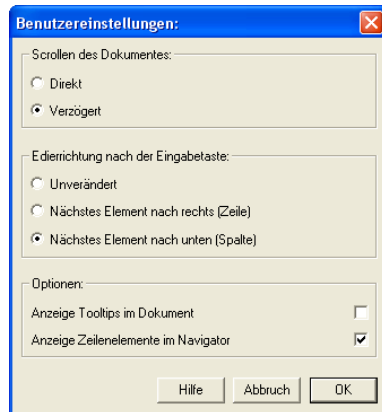 Benutzereinstellungen:
Scrollen des Dokumentes:
Direkt
Verzögert
Edierrichtung nach der Eingabetaste:
Unverändert
Nächstes Element nach rechts (Zeile)
Nächstes Element nach unten (Spalte)
Optionen:
Anzeige Tooltips im Dokument
Anzeige Zeilenelemente im Navigator
Hilfe Abbruch OK